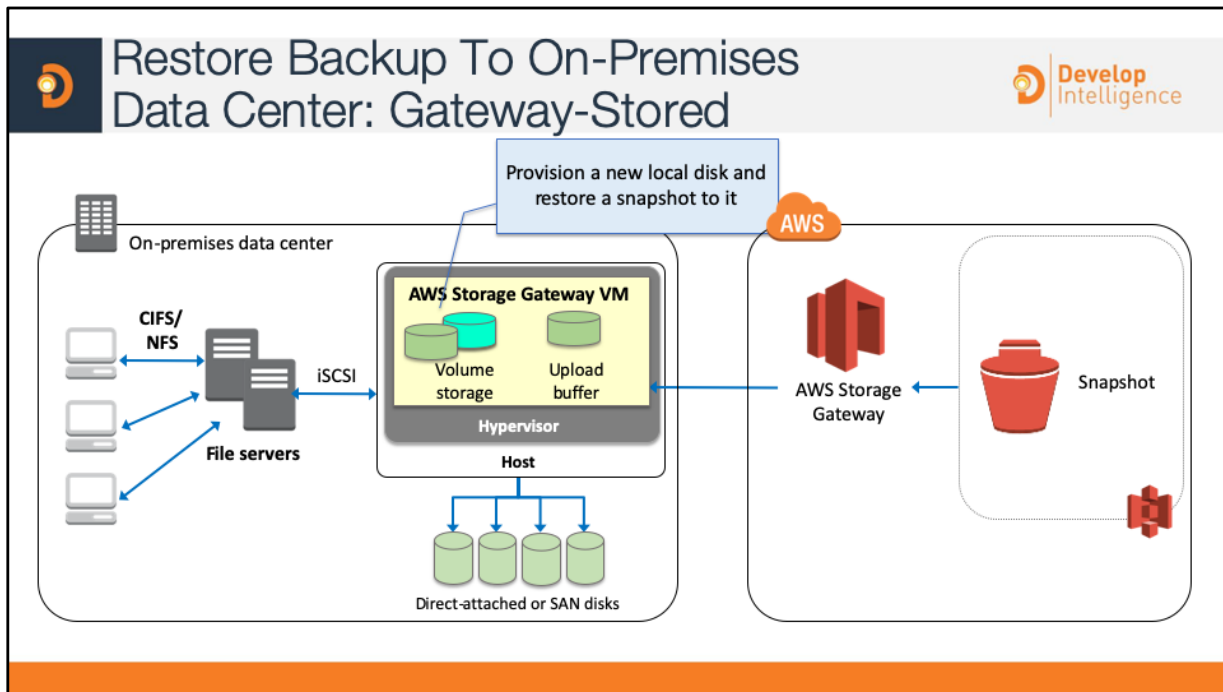 Restore Backup To On-Premises
Data Center: Gateway-Stored
Develop
Intelligence
Provision a new local disk and
restore a snapshot to it
AWS
On-premises data center
CIFS/
NFS
iSCSI
File servers
AWS Storage Gateway VM
Volume
storage
Upload
buffer
Hypervisor
Host
Direct-attached or SAN disks
AWS Storage
Gateway
Snapshot